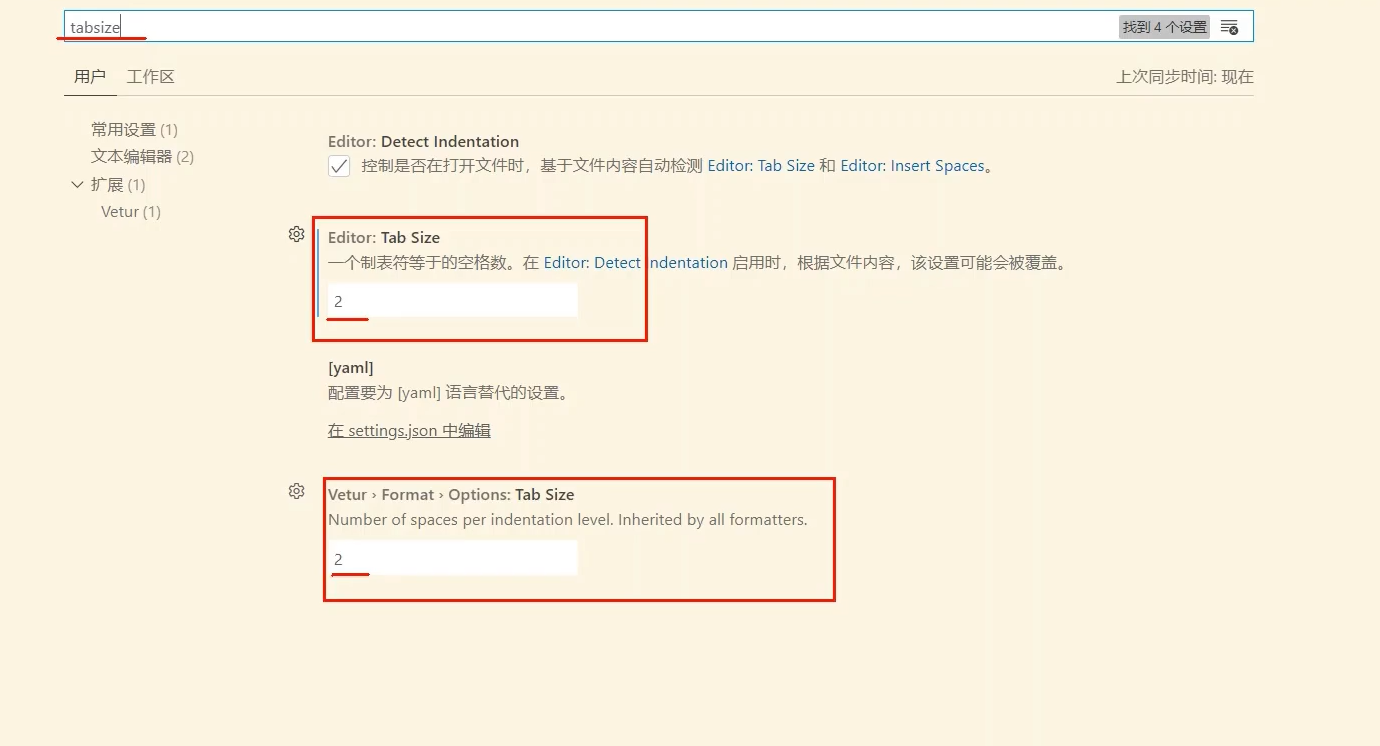 tabsize
找到 4 个设置
用户 工作区
上次同步时间: 现在
常用设置 (1)
文本编辑器 (2)
扩展 (1)
Vetur (1)
Editor: Detect Indentation
控制是否在打开文件时，基于文件内容自动检测 Editor: Tab Size 和 Editor: Insert Spaces。
Editor: Tab Size
一个制表符等于的空格数。在 Editor: Detect Indentation 启用时，根据文件内容，该设置可能会被覆盖。
2
[yaml]
配置要为 [yaml] 语言替代的设置。
在 settings.json 中编辑
Vetur › Format › Options: Tab Size
Number of spaces per indentation level. Inherited by all formatters.
2